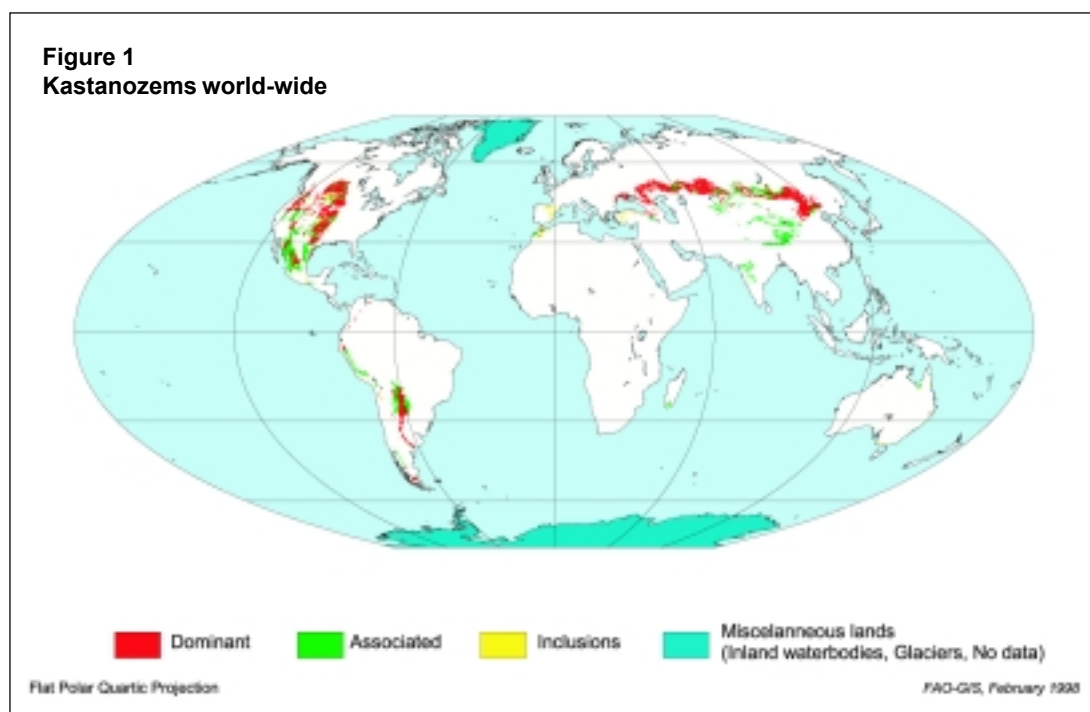 Figure 1
Kastanozems world-wide
Dominant
Associated
Inclusions
Miscelanneous lands
(Inland waterbodies, Glaciers, No data)
Flat Polar Quartic Projection
FAO-GIS, February 1998